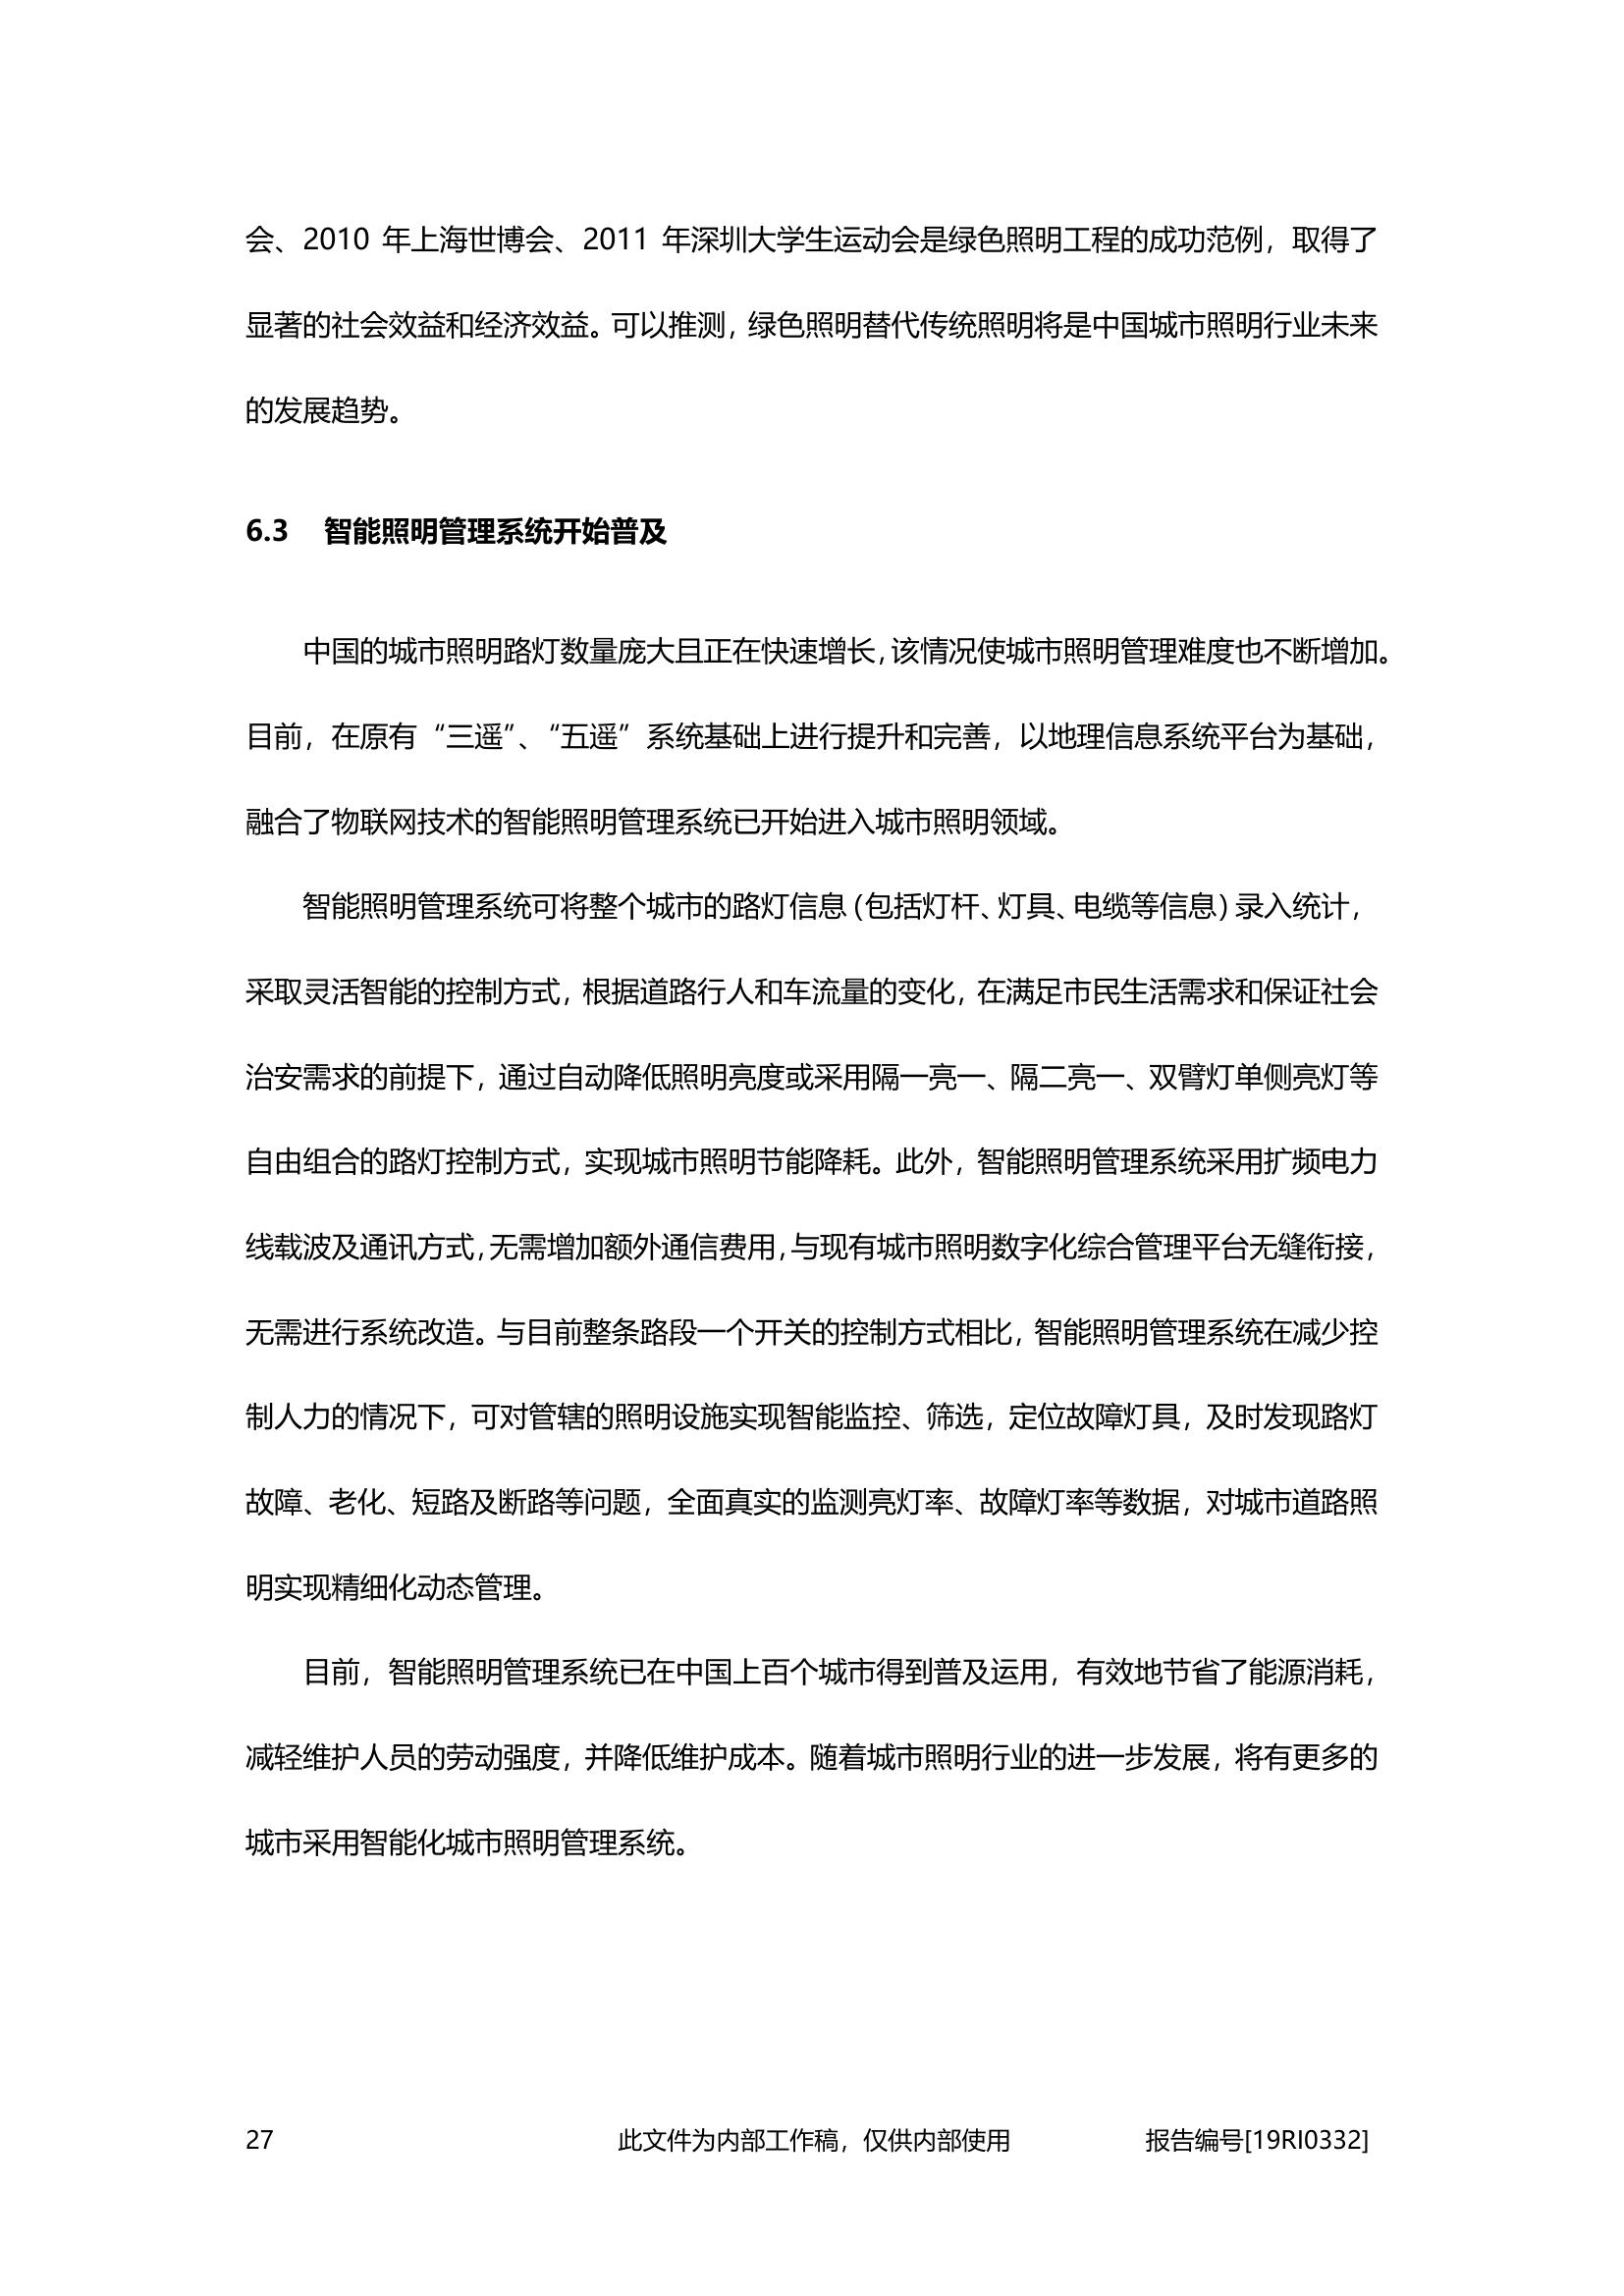 会、2010 年上海世博会、2011 年深圳大学生运动会是绿色照明工程的成功范例，取得了
显著的社会效益和经济效益。可以推测，绿色照明替代传统照明将是中国城市照明行业未来
的发展趋势。
6.3 智能照明管理系统开始普及
中国的城市照明路灯数量庞大且正在快速增长，该情况使城市照明管理难度也不断增加。
目前，在原有“三遥”、“五遥”系统基础上进行提升和完善，以地理信息系统平台为基础，
融合了物联网技术的智能照明管理系统已开始进入城市照明领域。
智能照明管理系统可将整个城市的路灯信息（包括灯杆、灯具、电缆等信息）录入统计，
采取灵活智能的控制方式，根据道路行人和车流量的变化，在满足市民生活需求和保证社会
治安需求的前提下，通过自动降低照明亮度或采用隔一亮一、隔二亮一、双臂灯单侧亮灯等
自由组合的路灯控制方式，实现城市照明节能降耗。此外，智能照明管理系统采用扩频电力
线载波及通讯方式，无需增加额外通信费用，与现有城市照明数字化综合管理平台无缝衔接，
无需进行系统改造。与目前整条路段一个开关的控制方式相比，智能照明管理系统在减少控
制人力的情况下，可对管辖的照明设施实现智能监控、筛选，定位故障灯具，及时发现路灯
故障、老化、短路及断路等问题，全面真实的监测亮灯率、故障灯率等数据，对城市道路照
明实现精细化动态管理。
目前，智能照明管理系统已在中国上百个城市得到普及运用，有效地节省了能源消耗，
减轻维护人员的劳动强度，并降低维护成本。随着城市照明行业的进一步发展，将有更多的
城市采用智能化城市照明管理系统。
27 此文件为内部工作稿，仅供内部使用 报告编号[19RI0332]